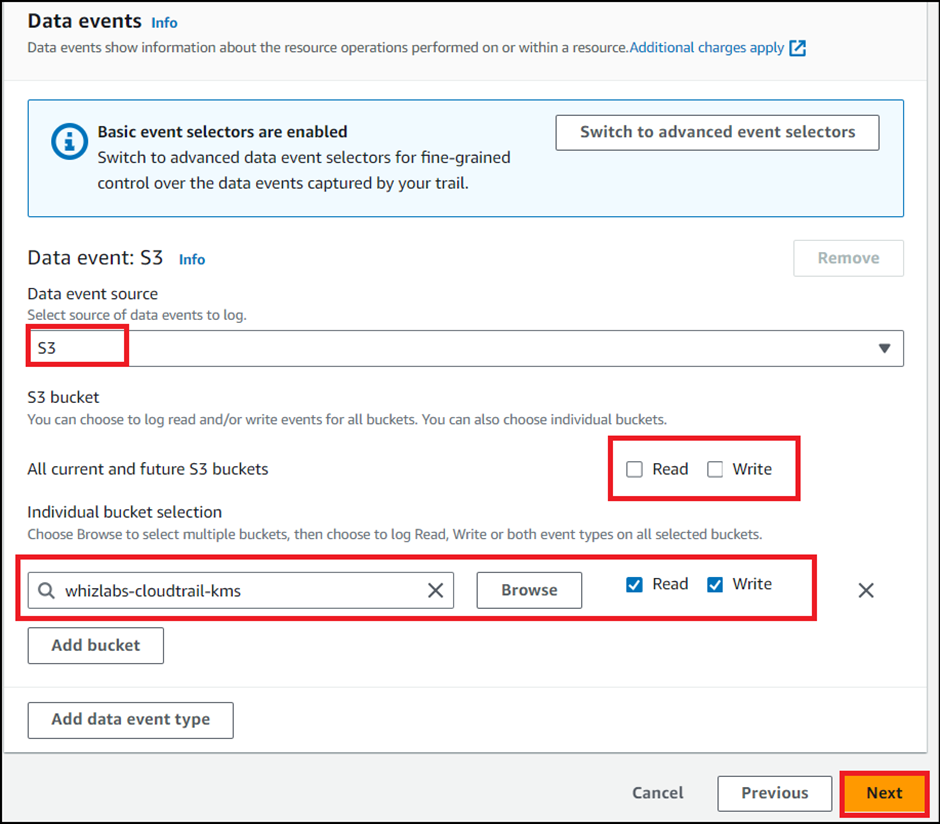 Data events Info
Data events show information about the resource operations performed on or within a resource.Additional charges apply
Basic event selectors are enabled
Switch to advanced data event selectors for fine-grained
control over the data events captured by your trail.
Switch to advanced event selectors
Data event: S3 Info
Remove
Data event source
Select source of data events to log.
S3
S3 bucket
You can choose to log read and/or write events for all buckets. You can also choose individual buckets.
All current and future S3 buckets Read Write
Individual bucket selection
Choose Browse to select multiple buckets, then choose to log Read, Write or both event types on all selected buckets.
whizlabs-cloudtrail-kms Browse Read Write
Add bucket
Add data event type
Cancel Previous Next